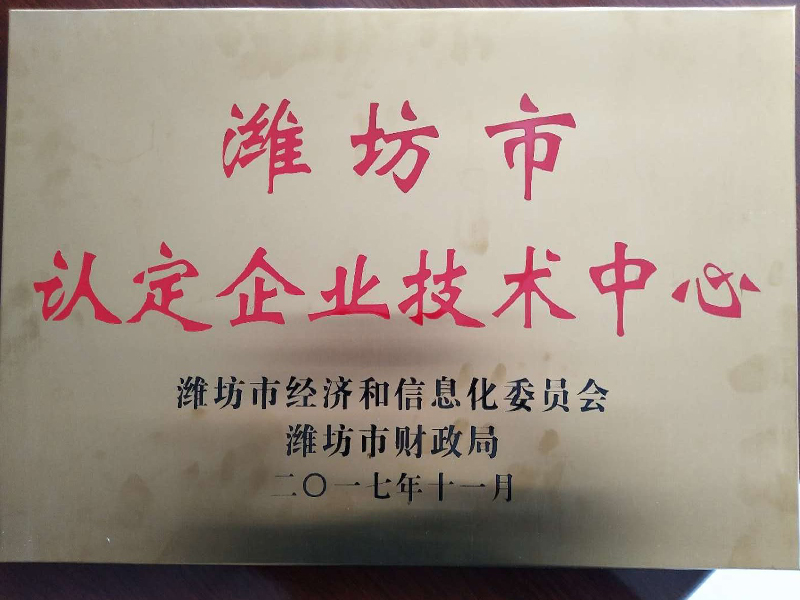 潍坊市
认定企业技术中心
潍坊市经济和信息化委员会
潍坊市财政局
二〇一七年十一月